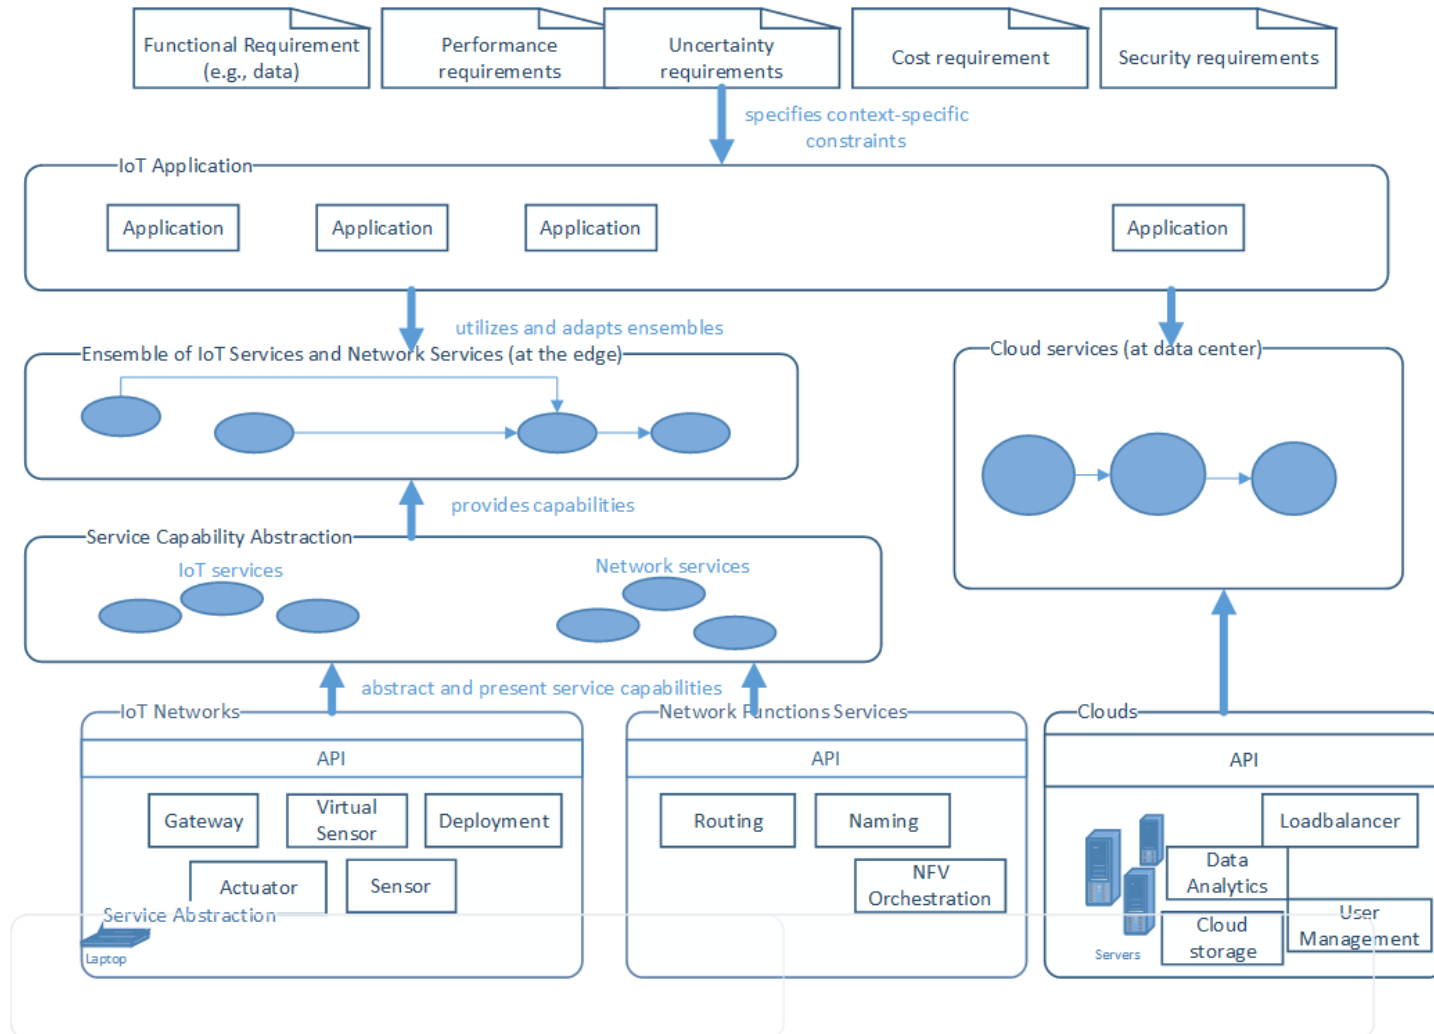 Functional Requirement
(e.g., data)
Performance
requirements
Uncertainty
requirements
Cost requirement
Security requirements
specifies context-specific
constraints
IoT Application
Application
Application
Application
Application
utilizes and adapts ensembles
Ensemble of IoT Services and Network Services (at the edge)
Cloud services (at data center)
provides capabilities
Service Capability Abstraction
IoT services
Network services
abstract and present service capabilities
IoT Networks
Network Functions Services
Clouds
API
API
API
Gateway
Virtual
Sensor
Deployment
Actuator
Sensor
Service Abstraction
Laptop
Routing
Naming
NFV
Orchestration
Loadbalancer
Data
Analytics
User
Management
Cloud
storage
Servers